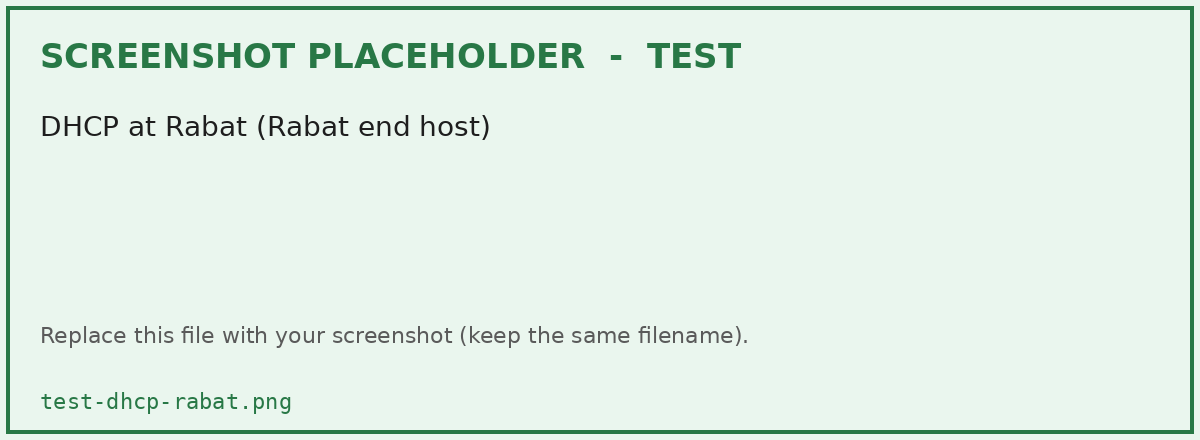 SCREENSHOT PLACEHOLDER - TEST
DHCP at Rabat (Rabat end host)
Replace this file with your screenshot (keep the same filename).
test-dhcp-rabat.png